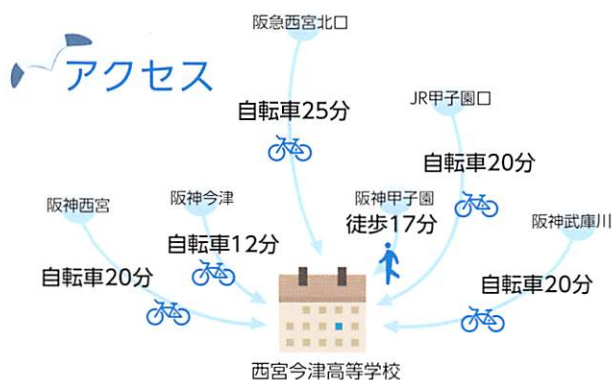 アクセス
阪急西宮北口
自転車25分
JR甲子園口
自転車20分
阪神西宮
自転車20分
阪神今津
自転車12分
阪神甲子園
徒歩17分
阪神武庫川
自転車20分
西宮今津高等学校